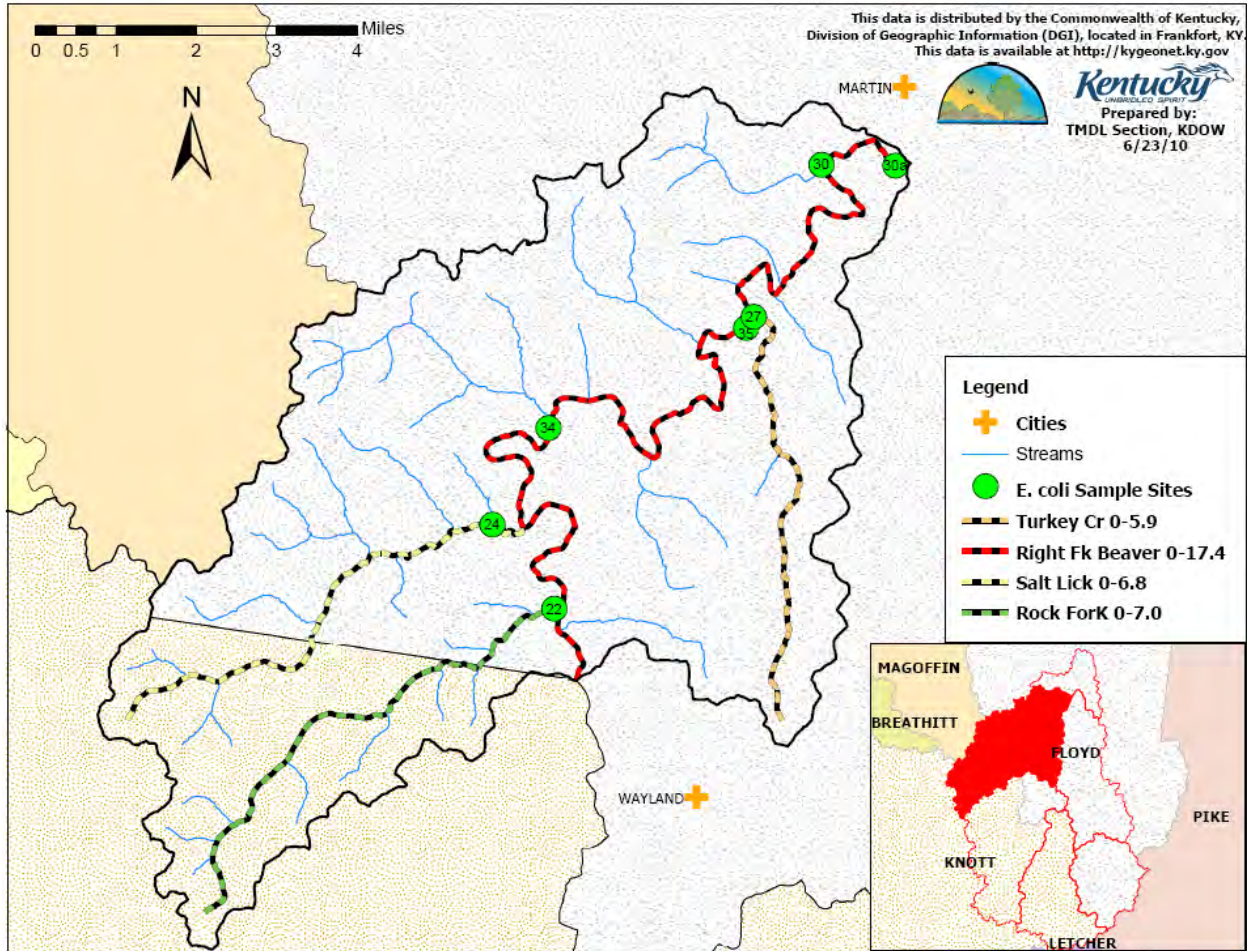 Miles
0 0.5 1 2 3 4
This data is distributed by the Commonwealth of Kentucky,
Division of Geographic Information (DGI), located in Frankfort, KY.
This data is available at http://kygeonet.ky.gov
MARTIN
Kentucky
UNBRIDLED SPIRIT
Prepared by:
TMDL Section, KDOW
6/23/10
N
30
30a
27
35
34
24
22
WAYLAND
Legend
Cities
Streams
E. coli Sample Sites
Turkey Cr 0-5.9
Right Fk Beaver 0-17.4
Salt Lick 0-6.8
Rock ForK 0-7.0
MAGOFFIN
BREATHITT
FLOYD
PIKE
KNOTT
LETCHER